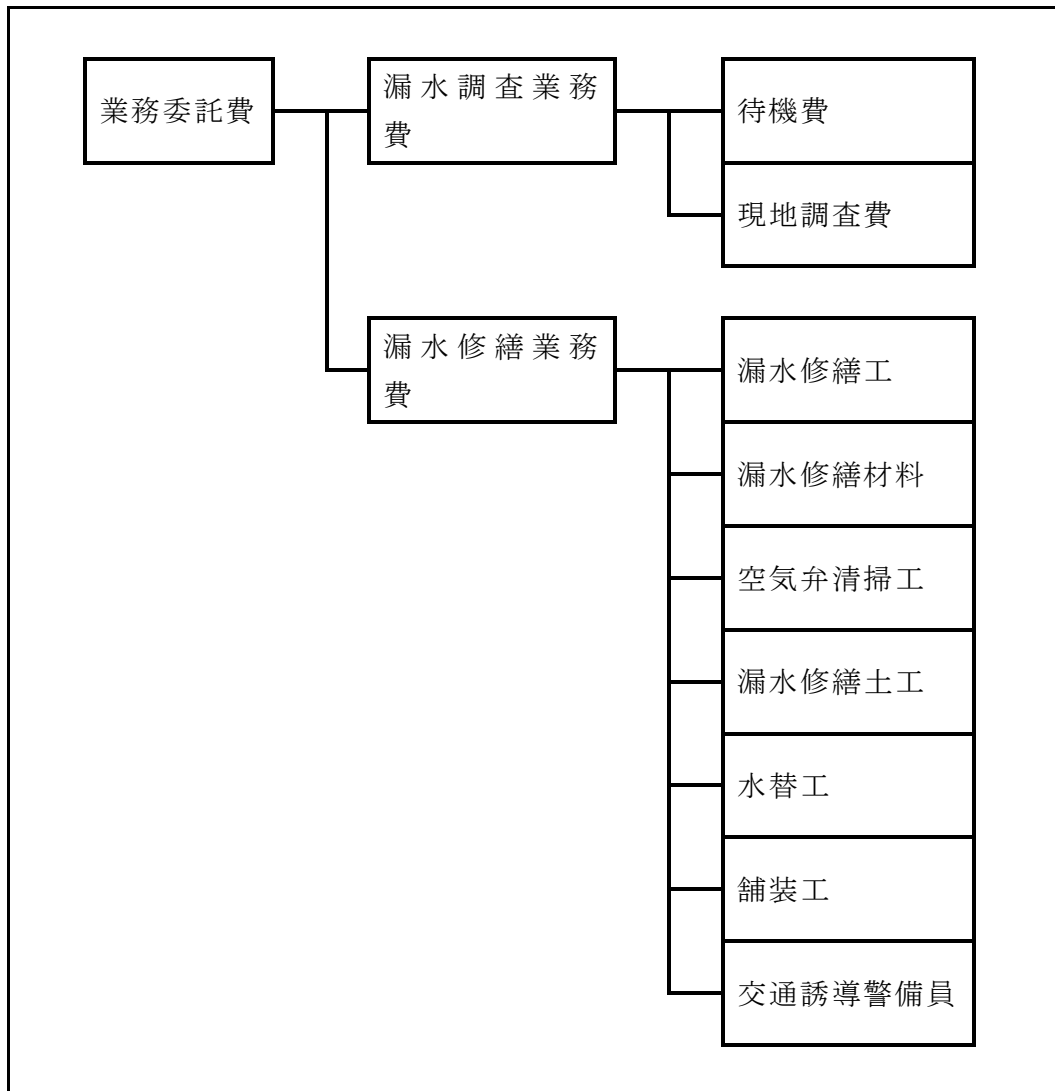 業務委託費
漏水調査業務
費
待機費
現地調査費
漏水修繕業務
費
漏水修繕工
漏水修繕材料
空気弁清掃工
漏水修繕土工
水替工
舗装工
交通誘導警備員